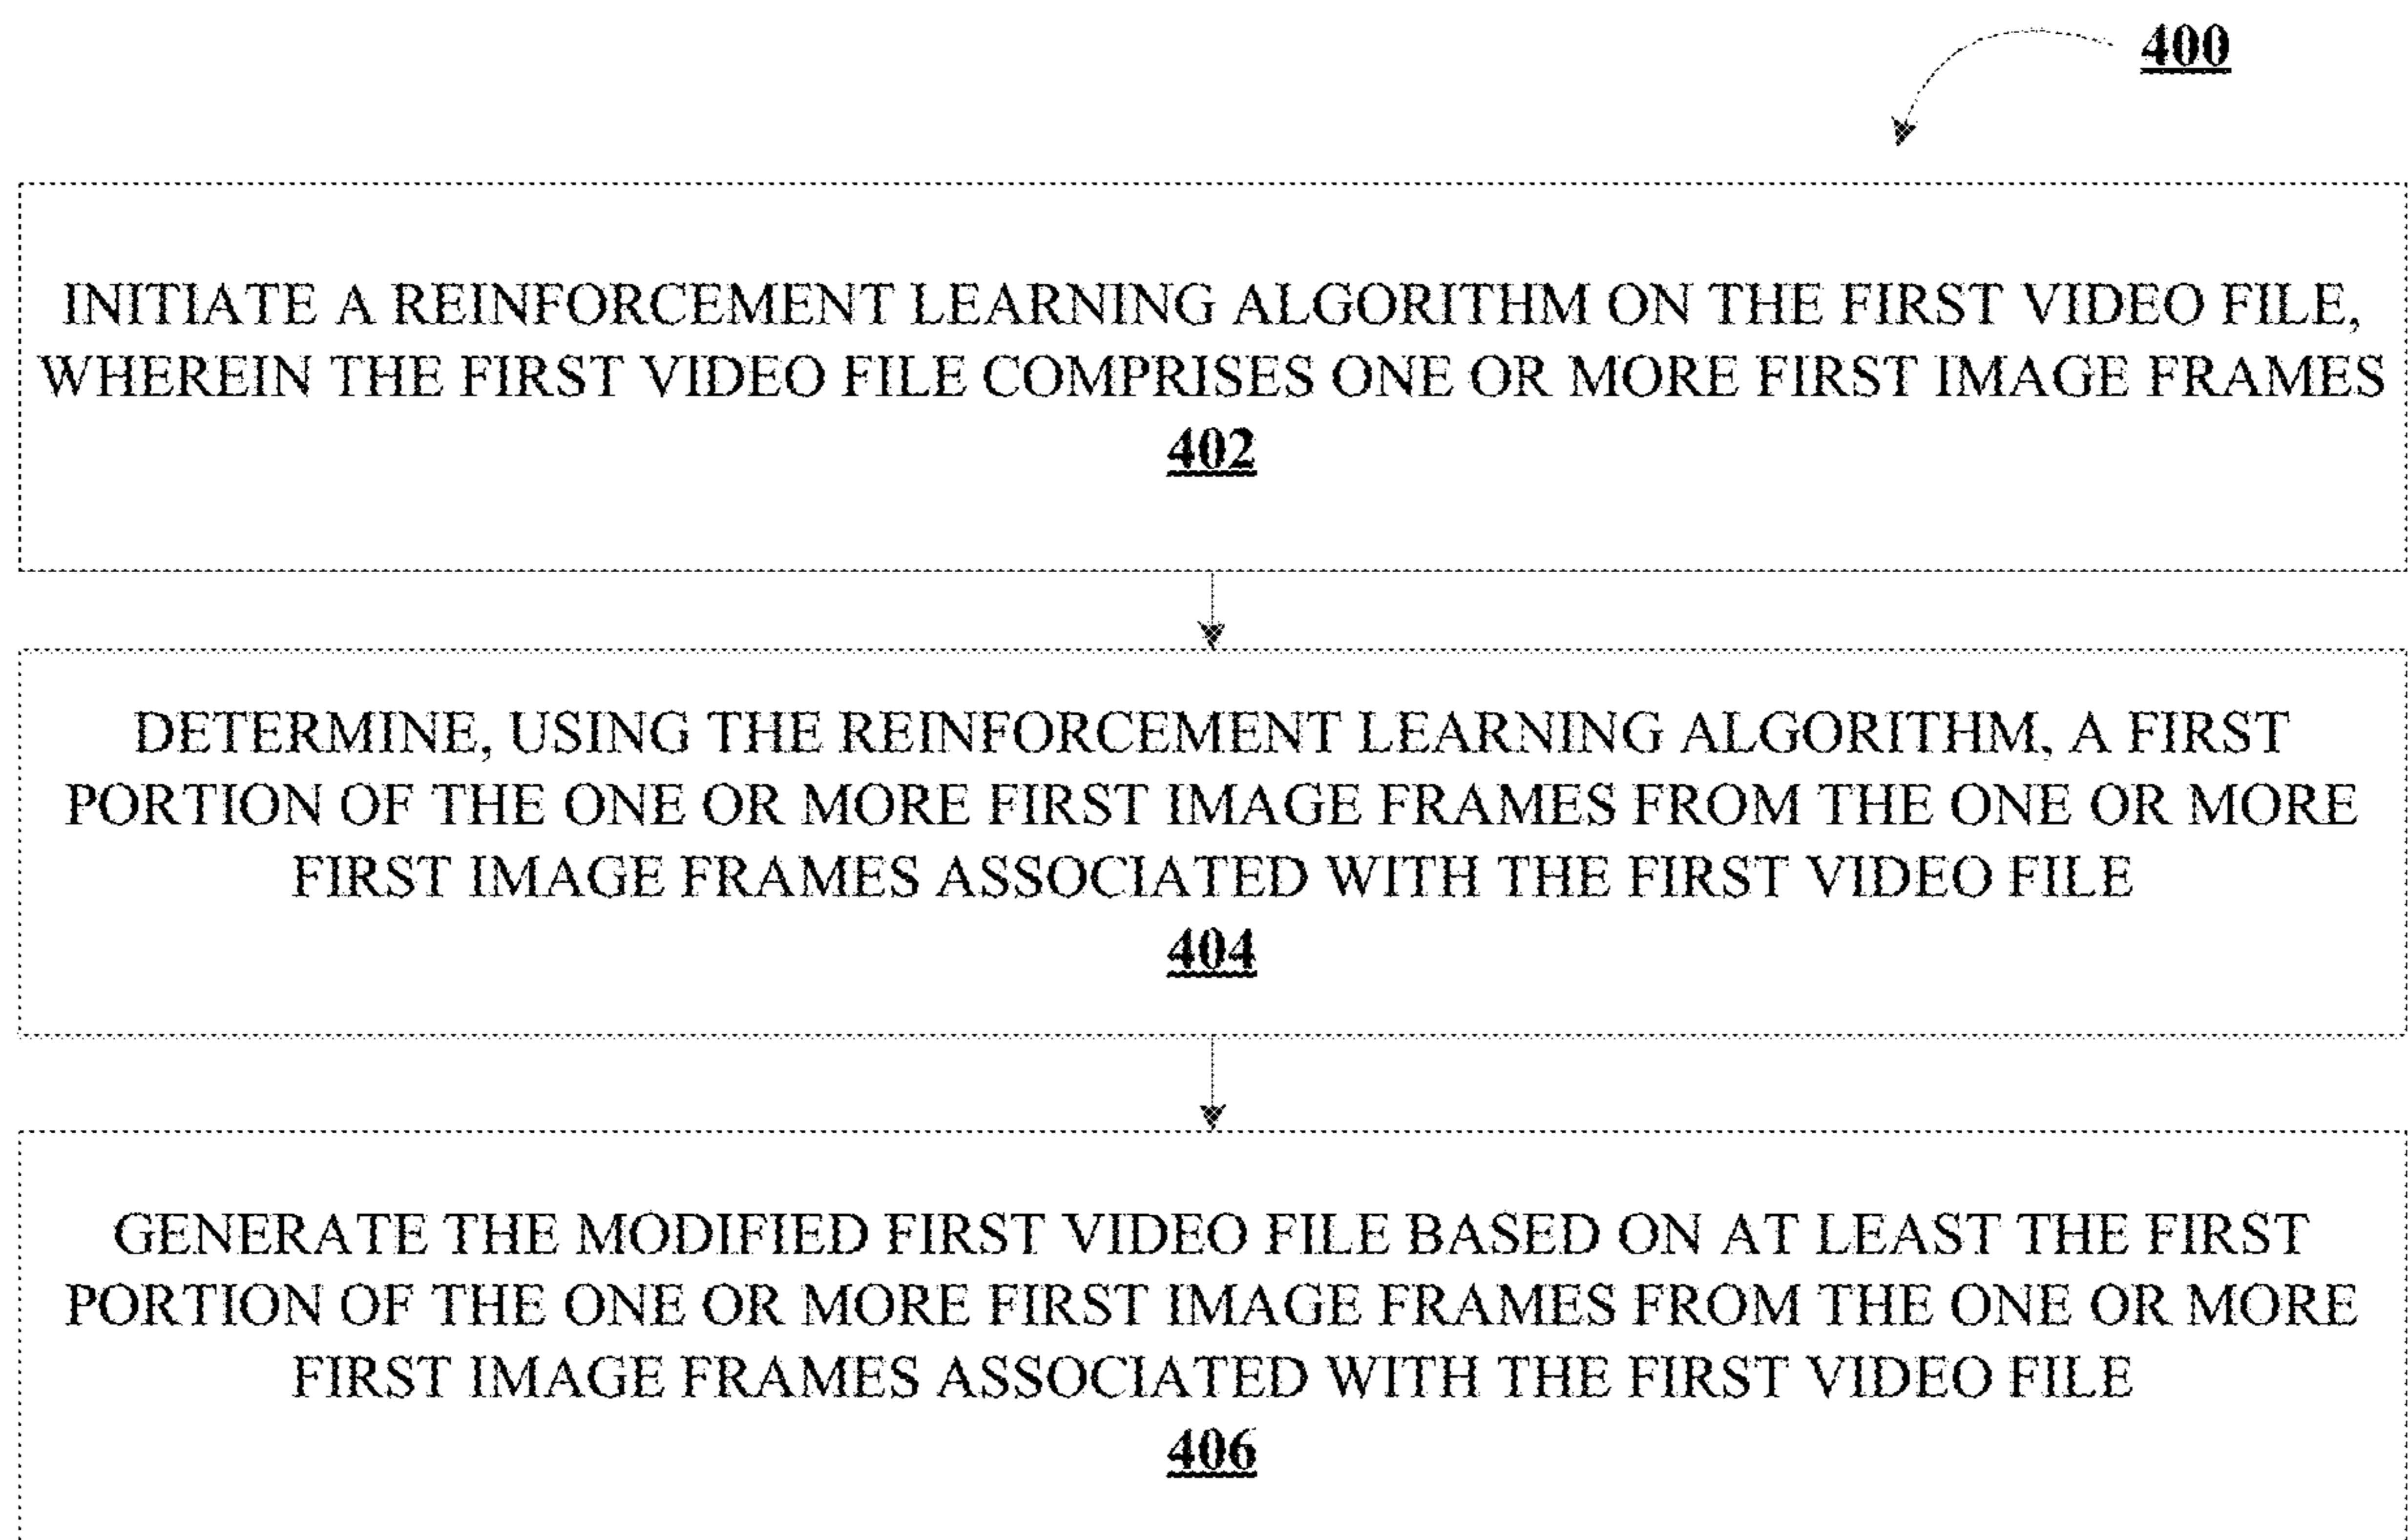 400
INITIATE A REINFORCEMENT LEARNING ALGORITHM ON THE FIRST VIDEO FILE,
WHEREIN THE FIRST VIDEO FILE COMPRISES ONE OR MORE FIRST IMAGE FRAMES
402
DETERMINE, USING THE REINFORCEMENT LEARNING ALGORITHM, A FIRST
PORTION OF THE ONE OR MORE FIRST IMAGE FRAMES FROM THE ONE OR MORE
FIRST IMAGE FRAMES ASSOCIATED WITH THE FIRST VIDEO FILE
404
GENERATE THE MODIFIED FIRST VIDEO FILE BASED ON AT LEAST THE FIRST
PORTION OF THE ONE OR MORE FIRST IMAGE FRAMES FROM THE ONE OR MORE
FIRST IMAGE FRAMES ASSOCIATED WITH THE FIRST VIDEO FILE
406